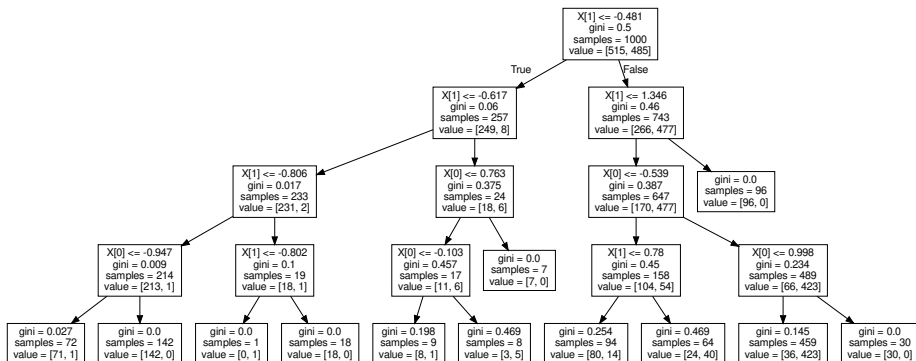 X[1] <= -0.481
gini = 0.5
samples = 1000
value = [515, 485]
True
False
X[1] <= -0.617
gini = 0.06
samples = 257
value = [249, 8]
X[1] <= 1.346
gini = 0.46
samples = 743
value = [266, 477]
X[1] <= -0.806
gini = 0.017
samples = 233
value = [231, 2]
X[0] <= 0.763
gini = 0.375
samples = 24
value = [18, 6]
X[0] <= -0.539
gini = 0.387
samples = 647
value = [170, 477]
gini = 0.0
samples = 96
value = [96, 0]
X[0] <= -0.947
gini = 0.009
samples = 214
value = [213, 1]
X[1] <= -0.802
gini = 0.1
samples = 19
value = [18, 1]
X[0] <= -0.103
gini = 0.457
samples = 17
value = [11, 6]
gini = 0.0
samples = 7
value = [7, 0]
X[1] <= 0.78
gini = 0.45
samples = 158
value = [104, 54]
X[0] <= 0.998
gini = 0.234
samples = 489
value = [66, 423]
gini = 0.027
samples = 72
value = [71, 1]
gini = 0.0
samples = 142
value = [142, 0]
gini = 0.0
samples = 1
value = [0, 1]
gini = 0.0
samples = 18
value = [18, 0]
gini = 0.198
samples = 9
value = [8, 1]
gini = 0.469
samples = 8
value = [3, 5]
gini = 0.254
samples = 94
value = [80, 14]
gini = 0.469
samples = 64
value = [24, 40]
gini = 0.145
samples = 459
value = [36, 423]
gini = 0.0
samples = 30
value = [30, 0]